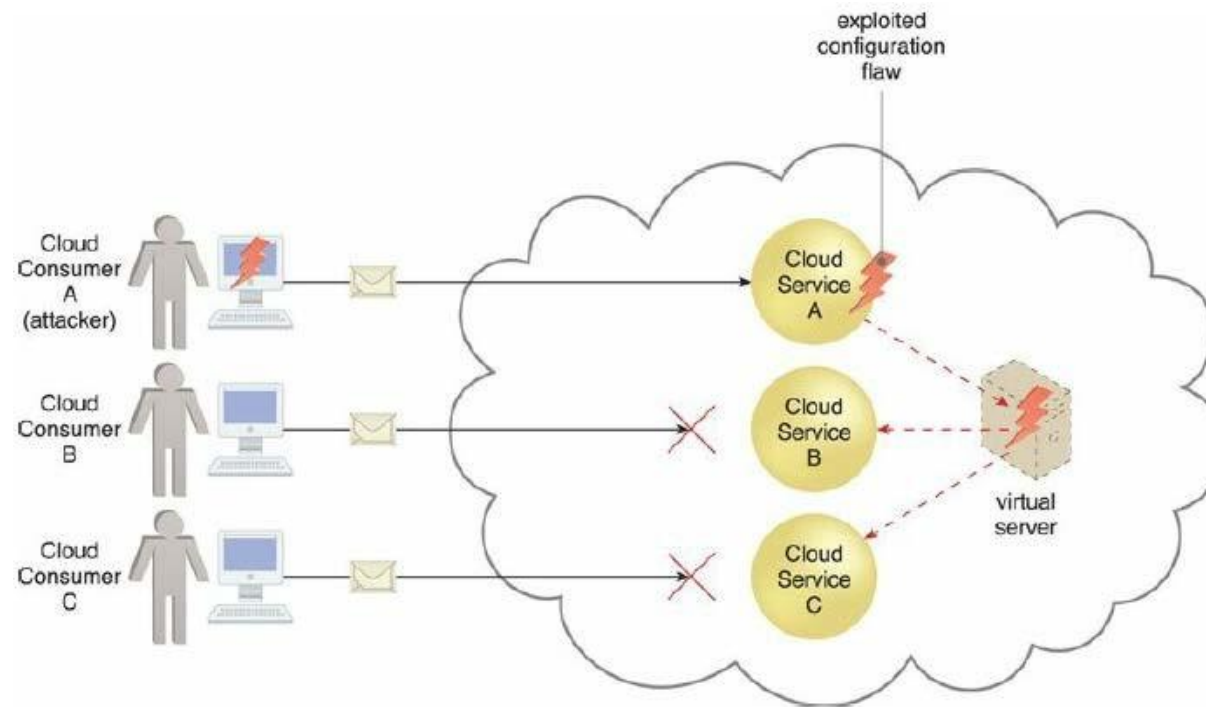 exploited
configuration
flaw
Cloud
Consumer
A
(attacker)
Cloud
Service
A
Cloud
Consumer
B
Cloud
Service
B
virtual
server
Cloud
Consumer
C
Cloud
Service
C